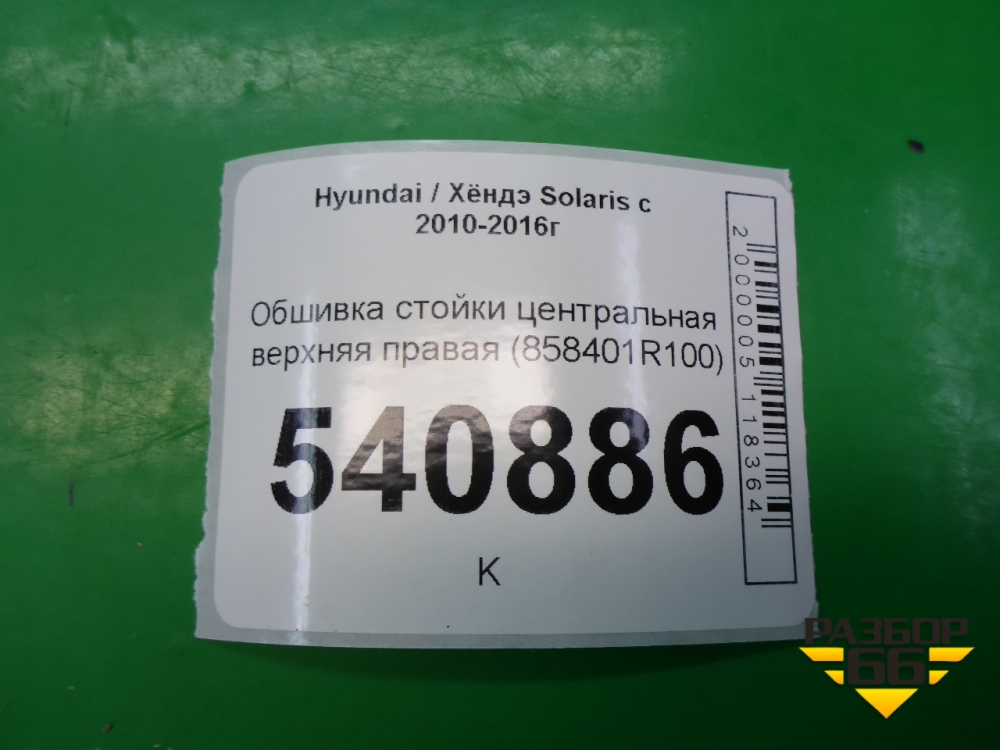 Hyundai / Хёндэ Solaris с
2010-2016г
Обшивка стойки центральная
верхняя правая (858401R100)
540886
К
2000005118364
РАЗБОР
66